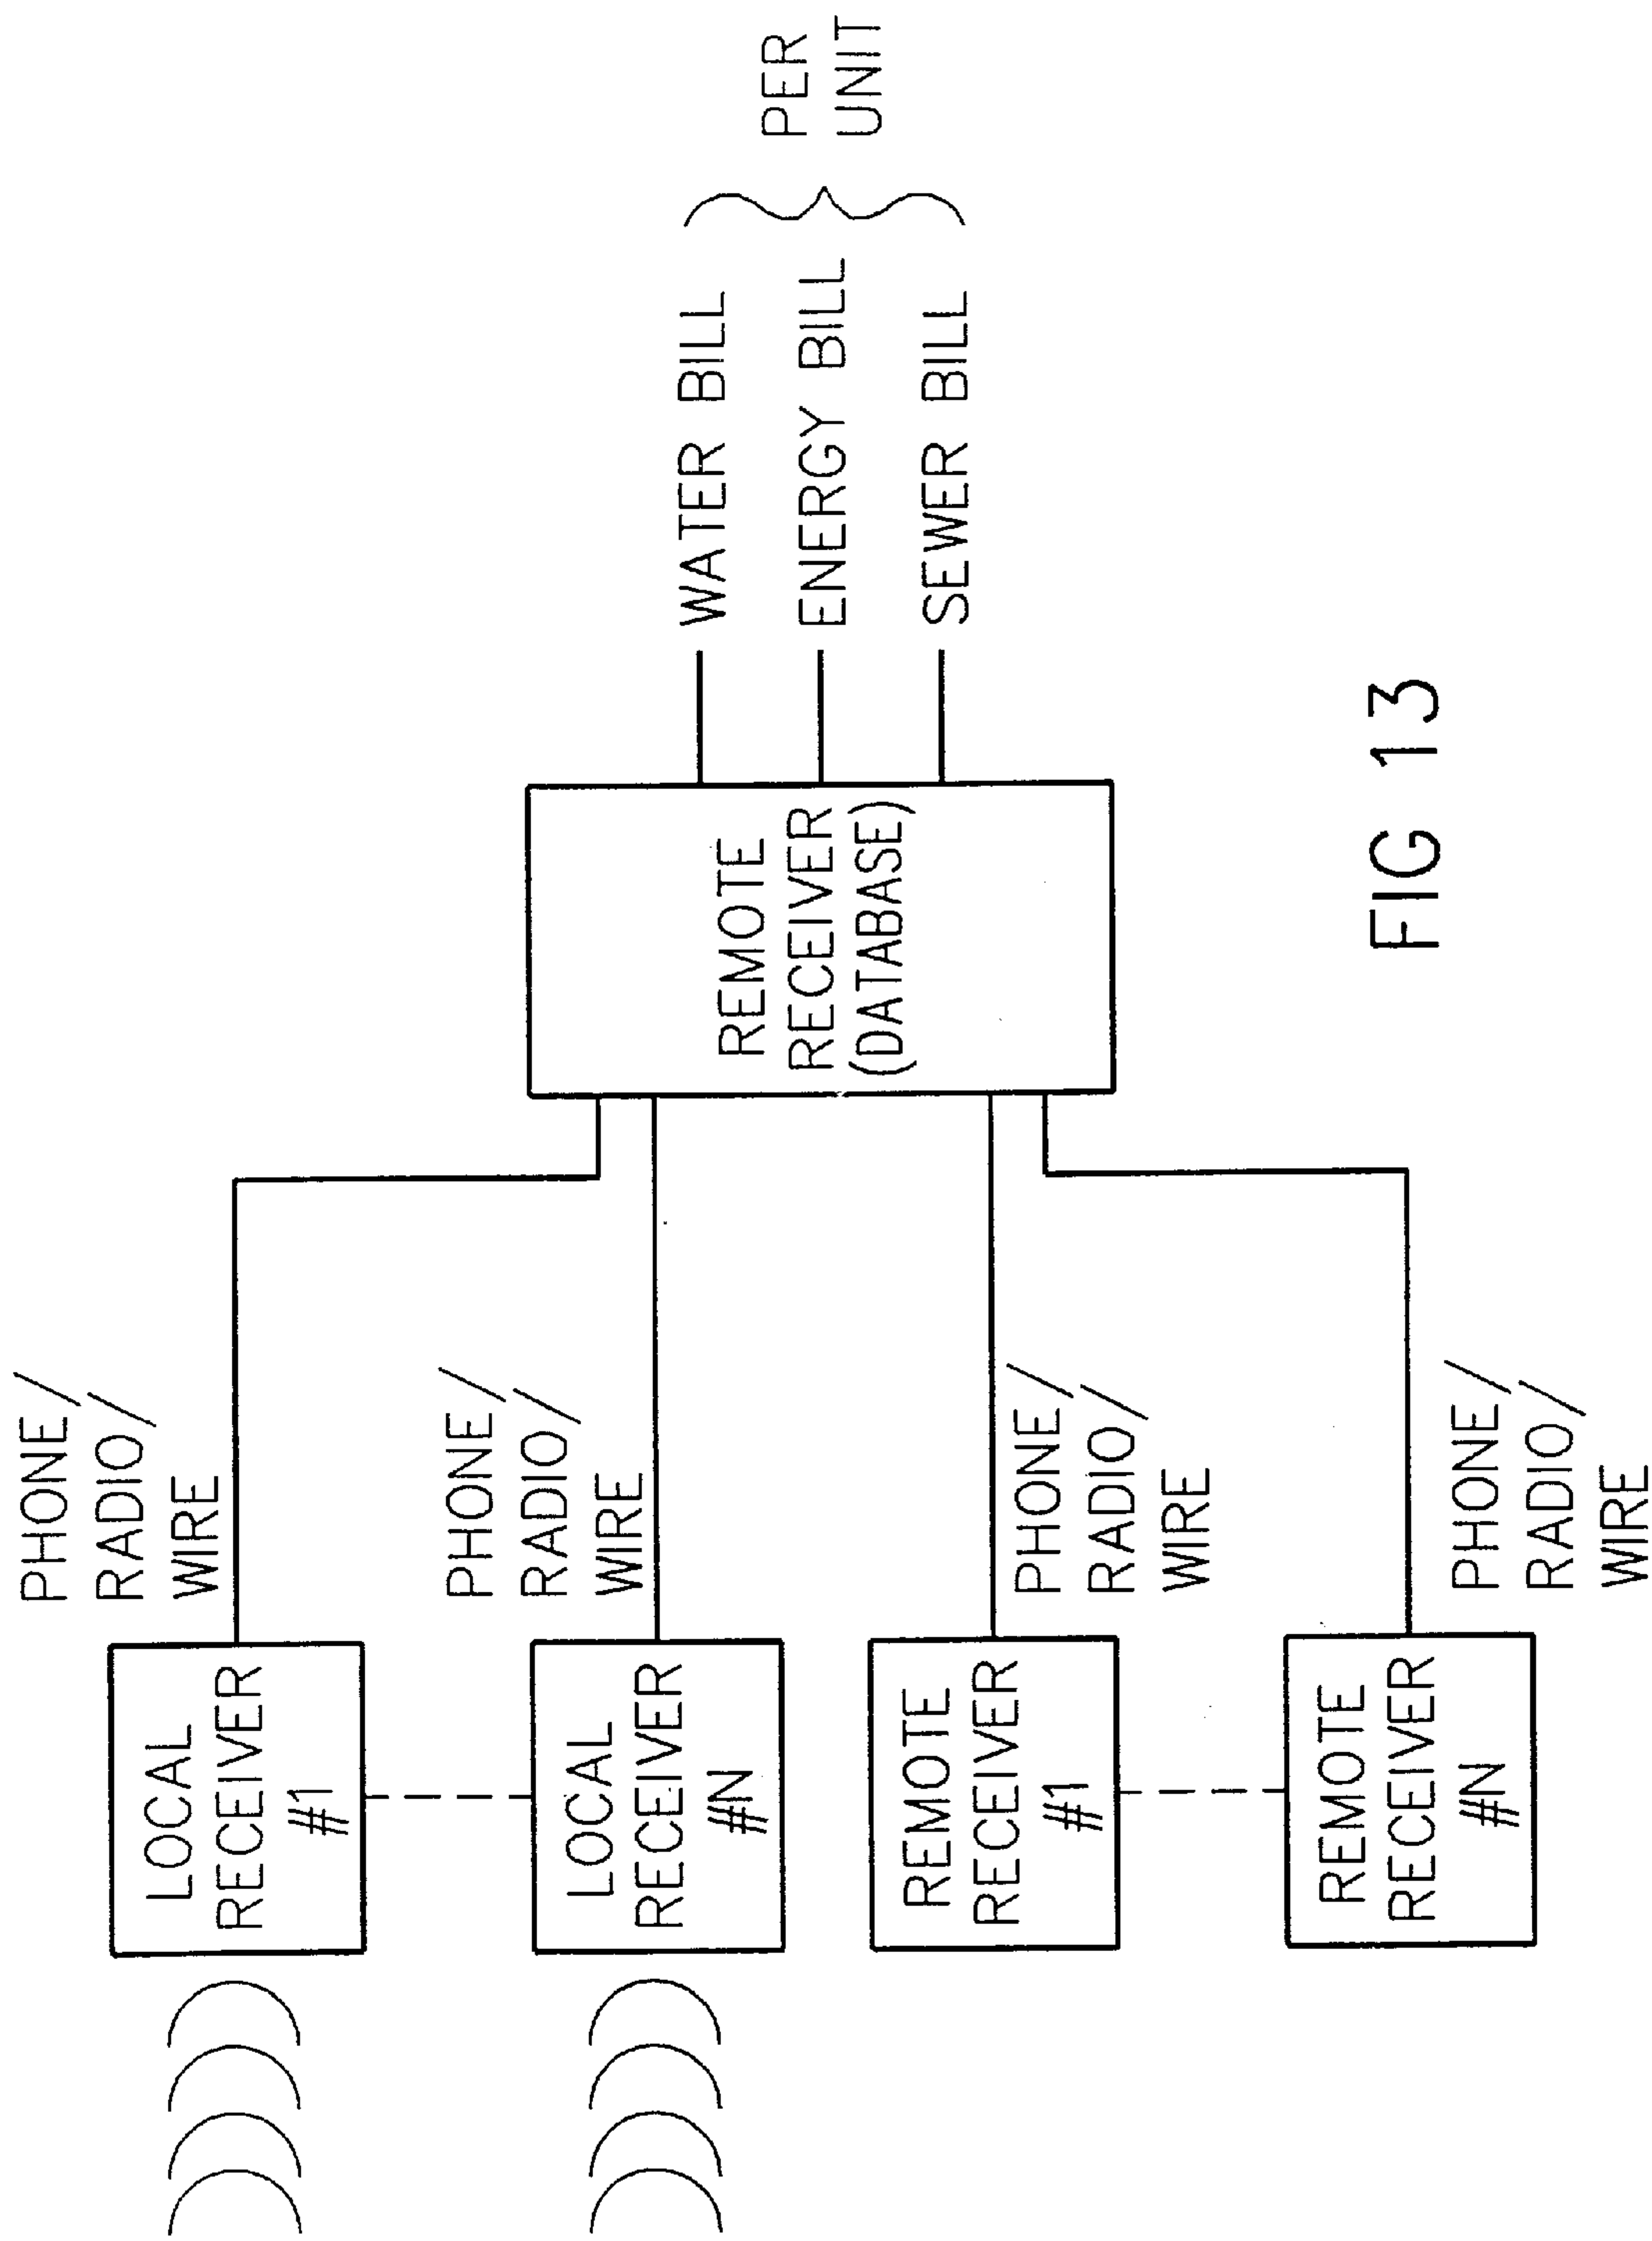 LOCAL
RECEIVER
#1
PHONE/
RADIO/
WIRE
LOCAL
RECEIVER
#N
PHONE/
RADIO/
WIRE
REMOTE
RECEIVER
#1
PHONE/
RADIO/
WIRE
REMOTE
RECEIVER
#N
PHONE/
RADIO/
WIRE
REMOTE
RECEIVER
(DATABASE)
WATER BILL
ENERGY BILL
SEWER BILL
PER
UNIT
FIG 13